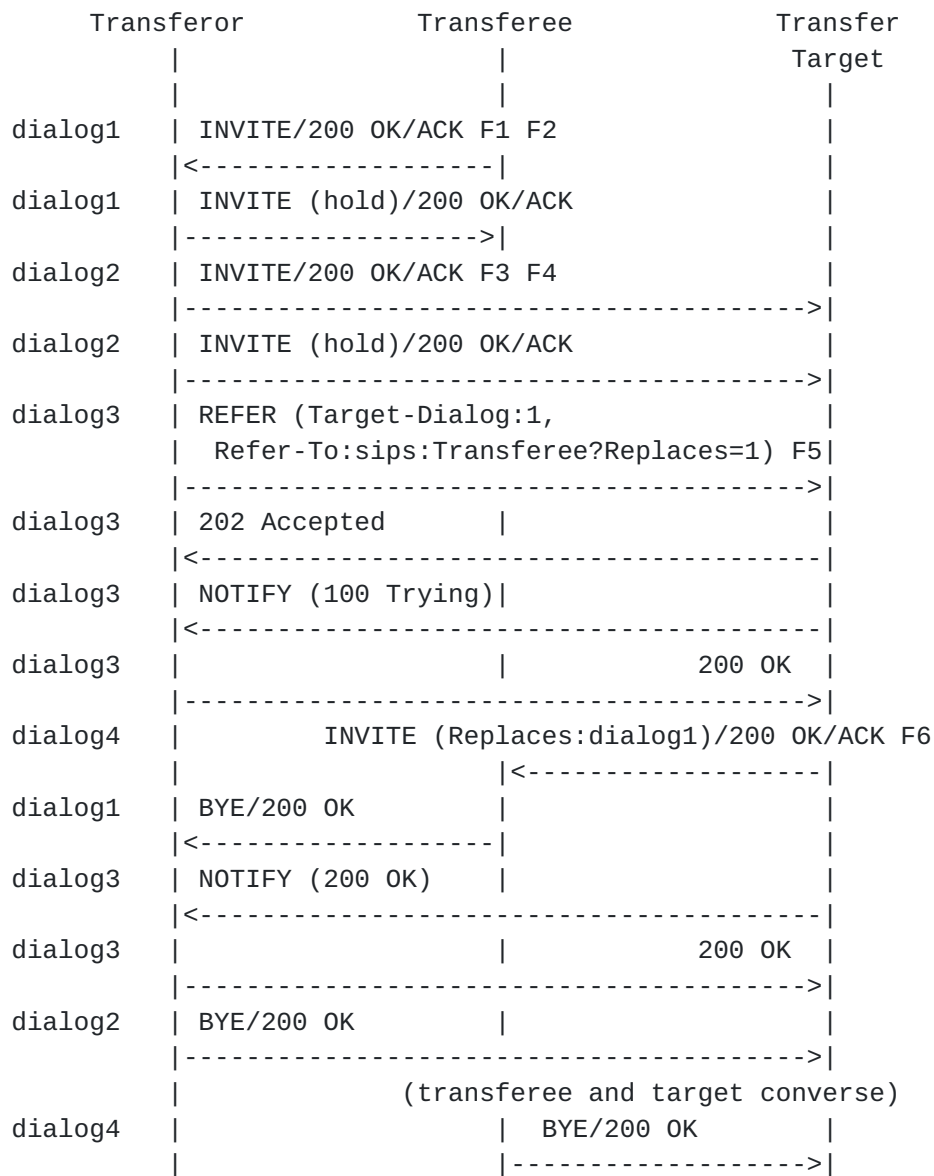 Transferor Transferee Transfer
Target
dialog1 INVITE/200 OK/ACK F1 F2
dialog1 INVITE (hold)/200 OK/ACK
dialog2 INVITE/200 OK/ACK F3 F4
dialog2 INVITE (hold)/200 OK/ACK
dialog3 REFER (Target-Dialog:1,
Refer-To:sips:Transferee?Replaces=1) F5
dialog3 202 Accepted
dialog3 NOTIFY (100 Trying)
dialog3 200 OK
dialog4 INVITE (Replaces:dialog1)/200 OK/ACK F6
dialog1 BYE/200 OK
dialog3 NOTIFY (200 OK)
dialog3 200 OK
dialog2 BYE/200 OK
(transferee and target converse)
dialog4 BYE/200 OK